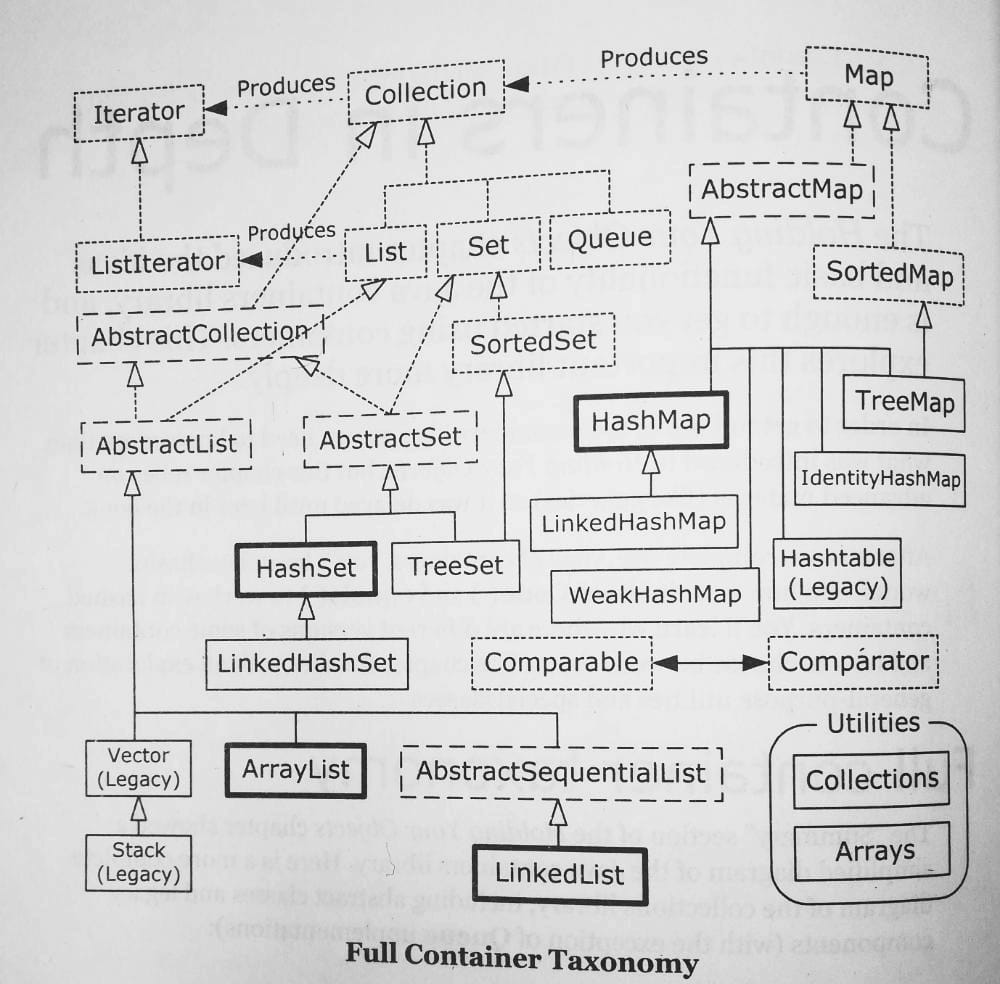 Produces
Produces
Iterator
Collection
Map
AbstractMap
Produces
ListIterator
List
Set
Queue
SortedMap
AbstractCollection
SortedSet
AbstractList
AbstractSet
HashMap
TreeMap
IdentityHashMap
LinkedHashMap
HashSet
TreeSet
Hashtable
(Legacy)
WeakHashMap
LinkedHashSet
Comparable
Comparator
Utilities
Vector
(Legacy)
ArrayList
AbstractSequentialList
Collections
Stack
(Legacy)
LinkedList
Arrays
Full Container Taxonomy